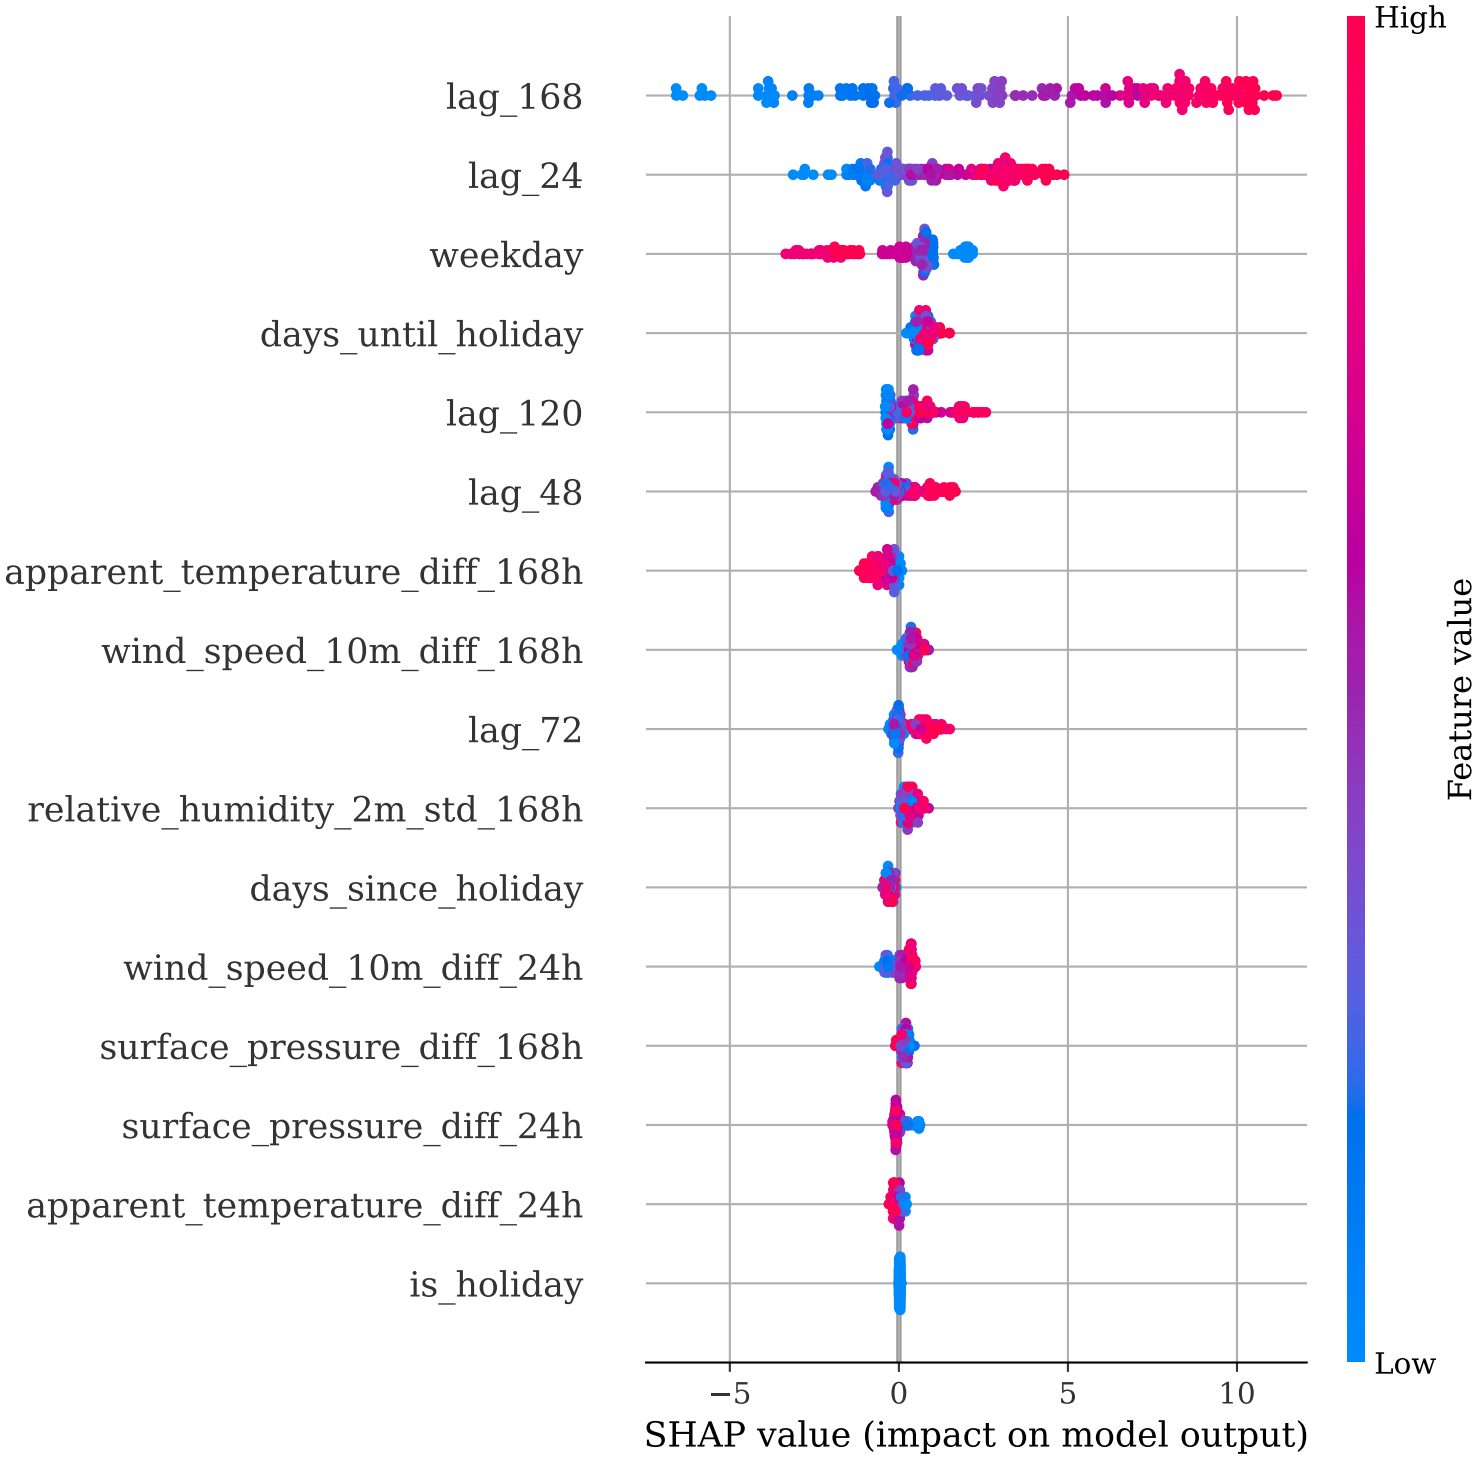 High
lag_168
lag_24
weekday
days_until_holiday
lag_120
lag_48
apparent_temperature_diff_168h
wind_speed_10m_diff_168h
lag_72
relative_humidity_2m_std_168h
days_since_holiday
wind_speed_10m_diff_24h
surface_pressure_diff_168h
surface_pressure_diff_24h
apparent_temperature_diff_24h
is_holiday
Feature value
Low
−5 0 5 10
SHAP value (impact on model output)